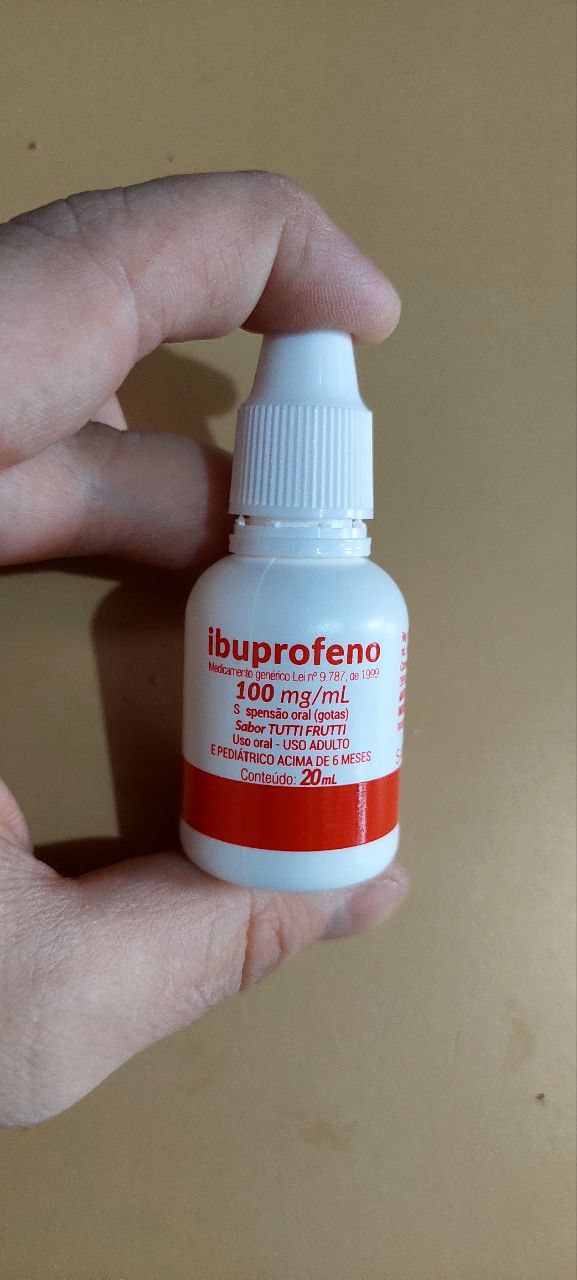 ibuprofeno
Medicamento genérico Lei nº 9.787, de 1999
100 mg/mL
S spensão oral (gotas)
Sabor TUTTI FRUTTI
Uso oral - USO ADULTO
E PEDIÁTRICO ACIMA DE 6 MESES
Conteúdo: 20mL